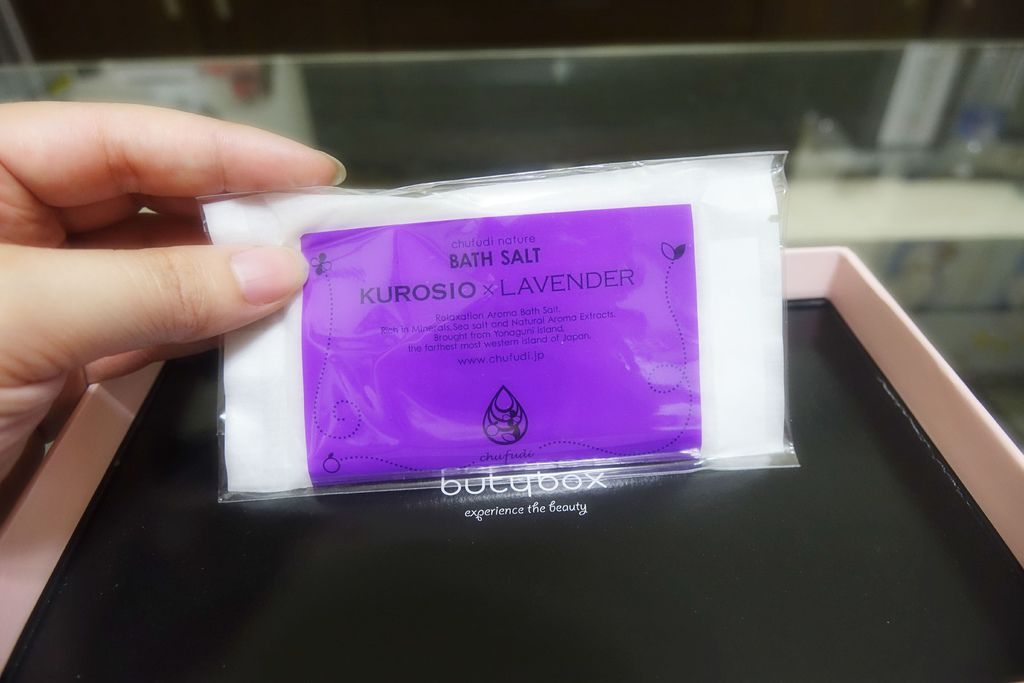 chufudi nature
BATH SALT
KUROSIO × LAVENDER
Relaxation Aroma Bath Salt.
Rich in Minerals,Sea salt and Natural Aroma Extracts.
Brought from Yonaguni island,
the farthest most western island of Japan.
www.chufudi.jp
chufudi
butybox
experience the beauty